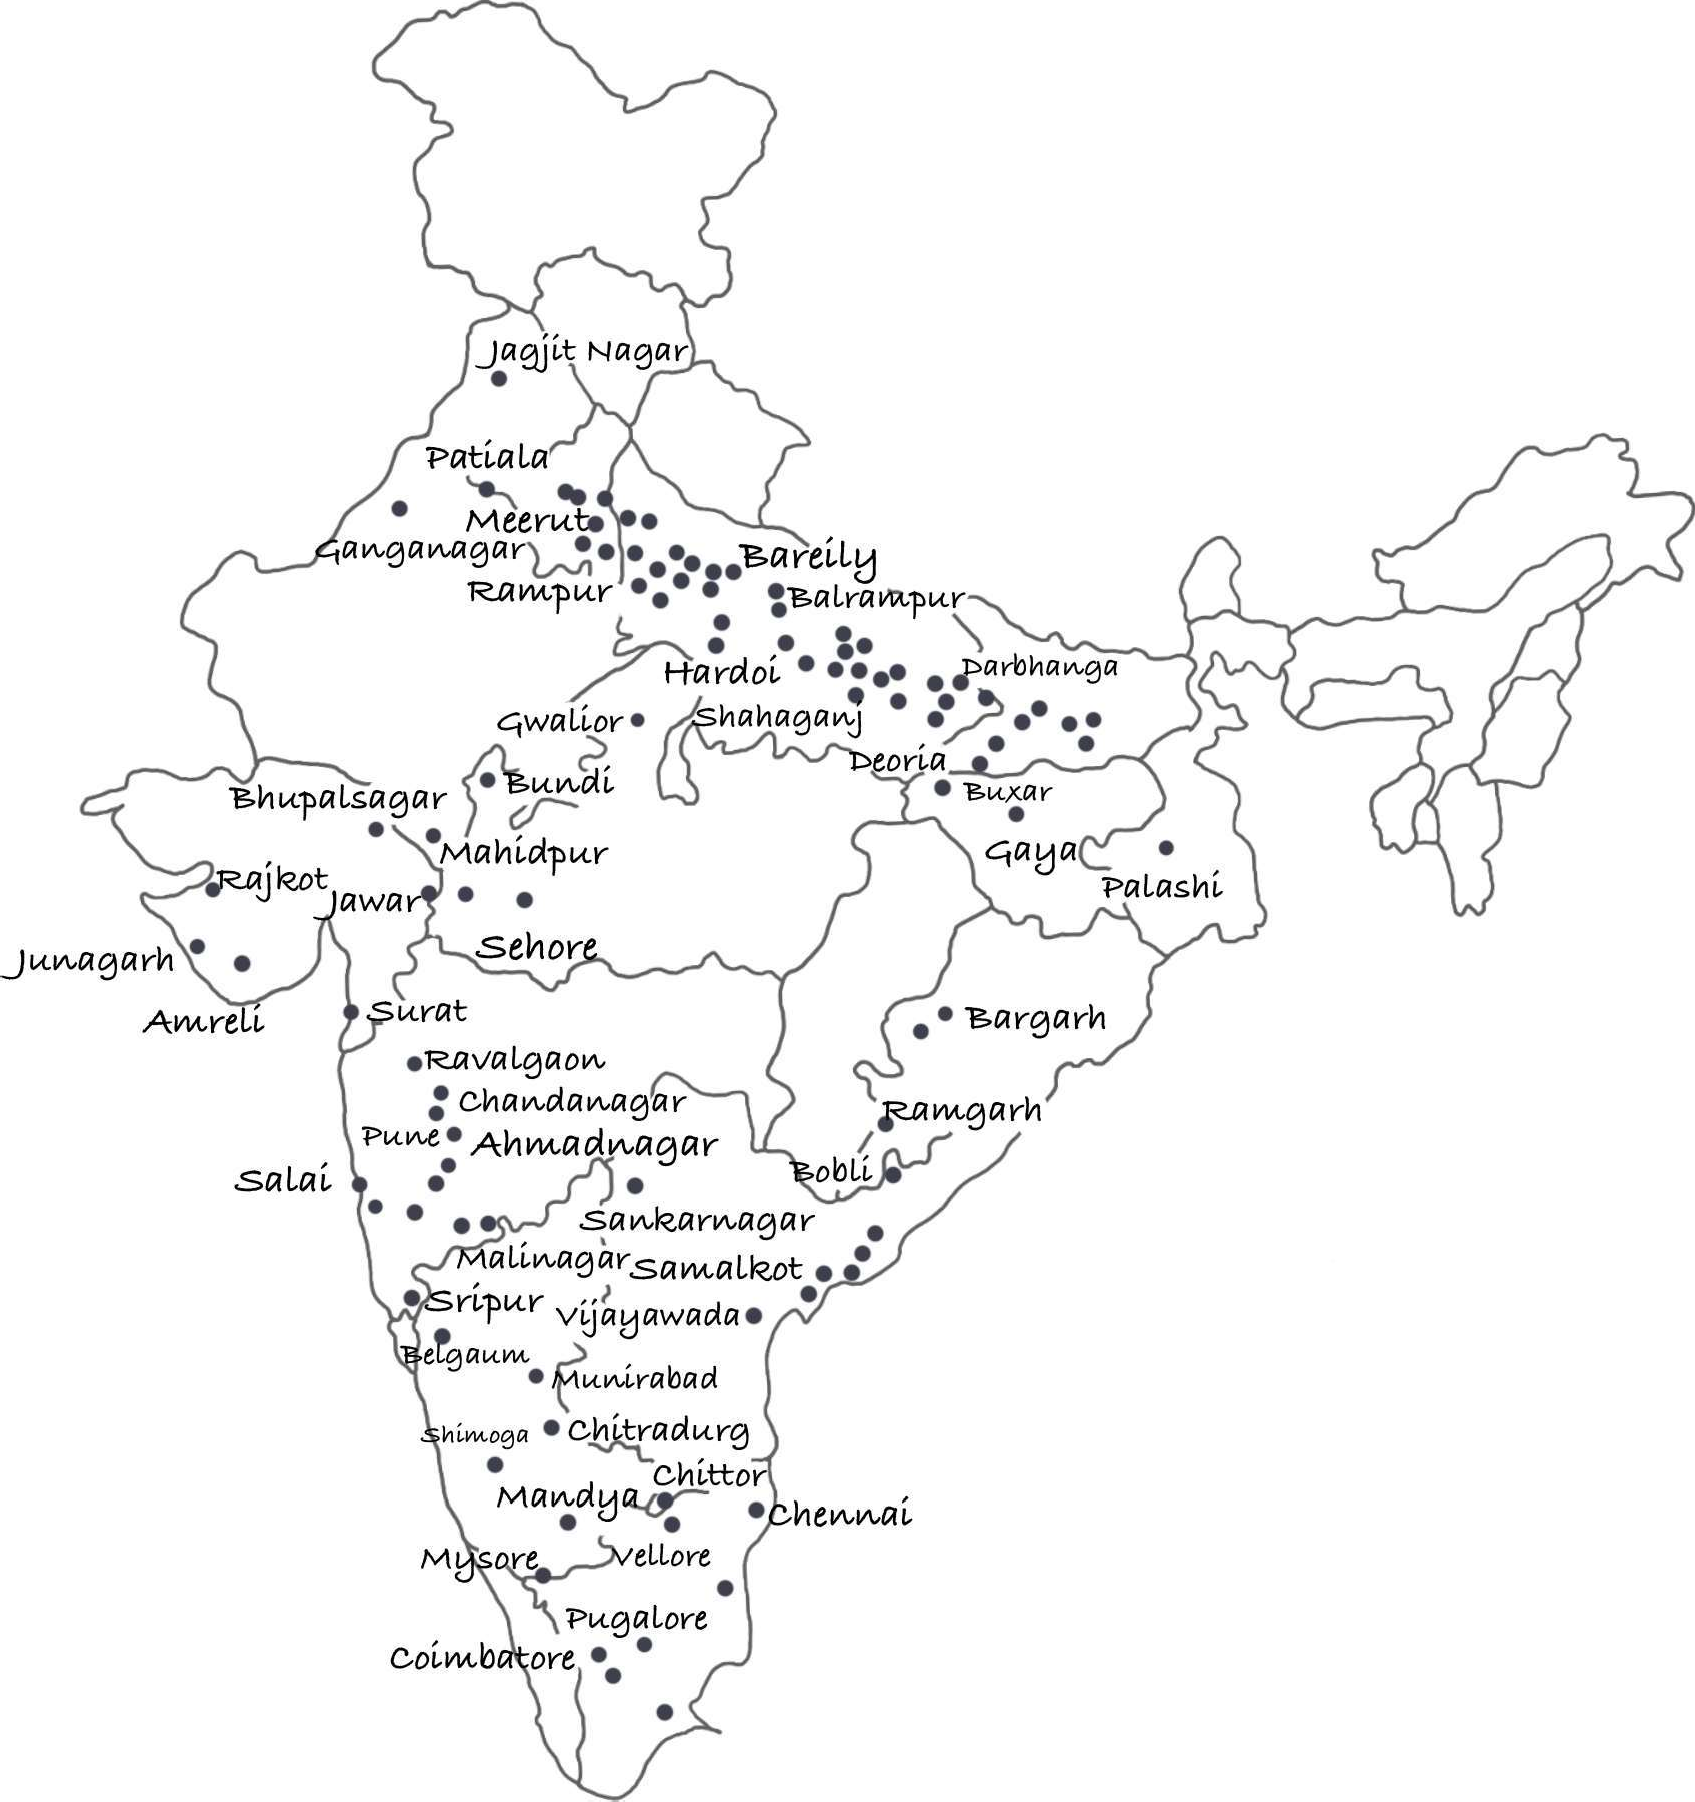 Jagjit Nagar
Patiala
Meerut
Ganganagar
Bareily
Rampur
Balrampur
Hardoi
Darbhanga
Gwalior
Shahaganj
Deoria
Bundi
Buxar
Bhupalsagar
Mahidpur
Gaya
Rajkot
Jawar
Palashi
Sehore
Junagarh
Amreli
Surat
Bargarh
Ravalgaon
Chandanagar
Ramgarh
Pune
Ahmadnagar
Salai
Bobli
Sankarnagar
Malinagar
Samalkot
Sripur
Vijayawada
Belgaum
Munirabad
Shimoga
Chitradurg
Chittor
Mandya
Chennai
Mysore
Vellore
Pugalore
Coimbatore